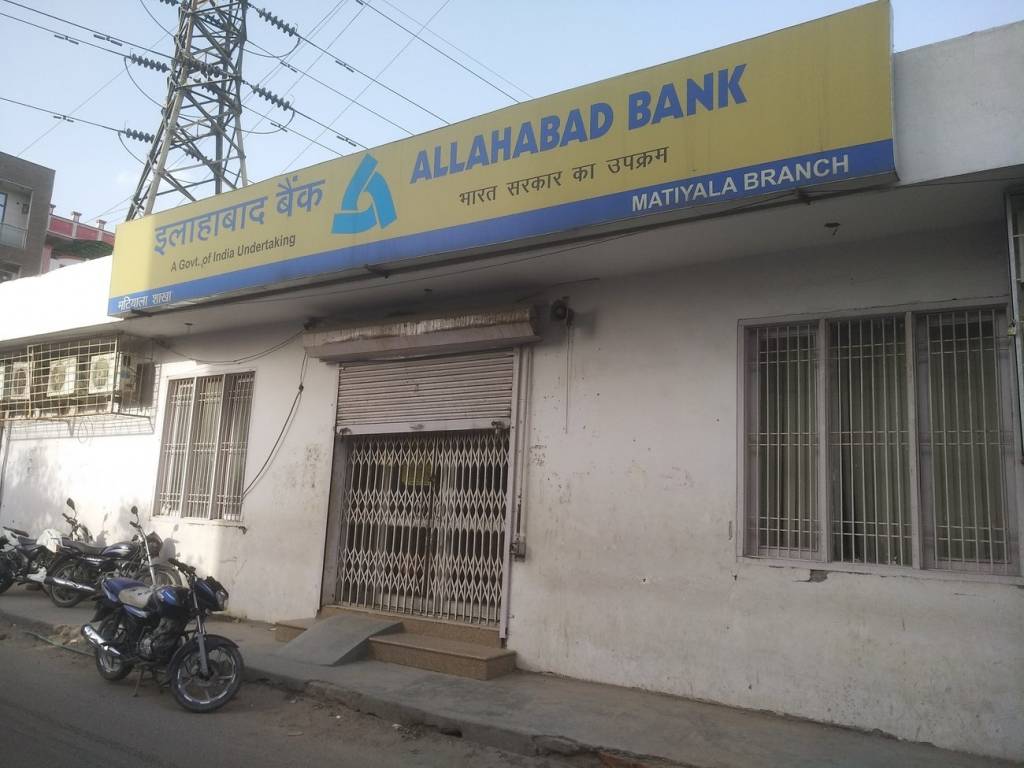 इलाहाबाद बैंक
A Govt. of India Undertaking
मटियाला शाखा
ALLAHABAD BANK
भारत सरकार का उपक्रम
MATIYALA BRANCH